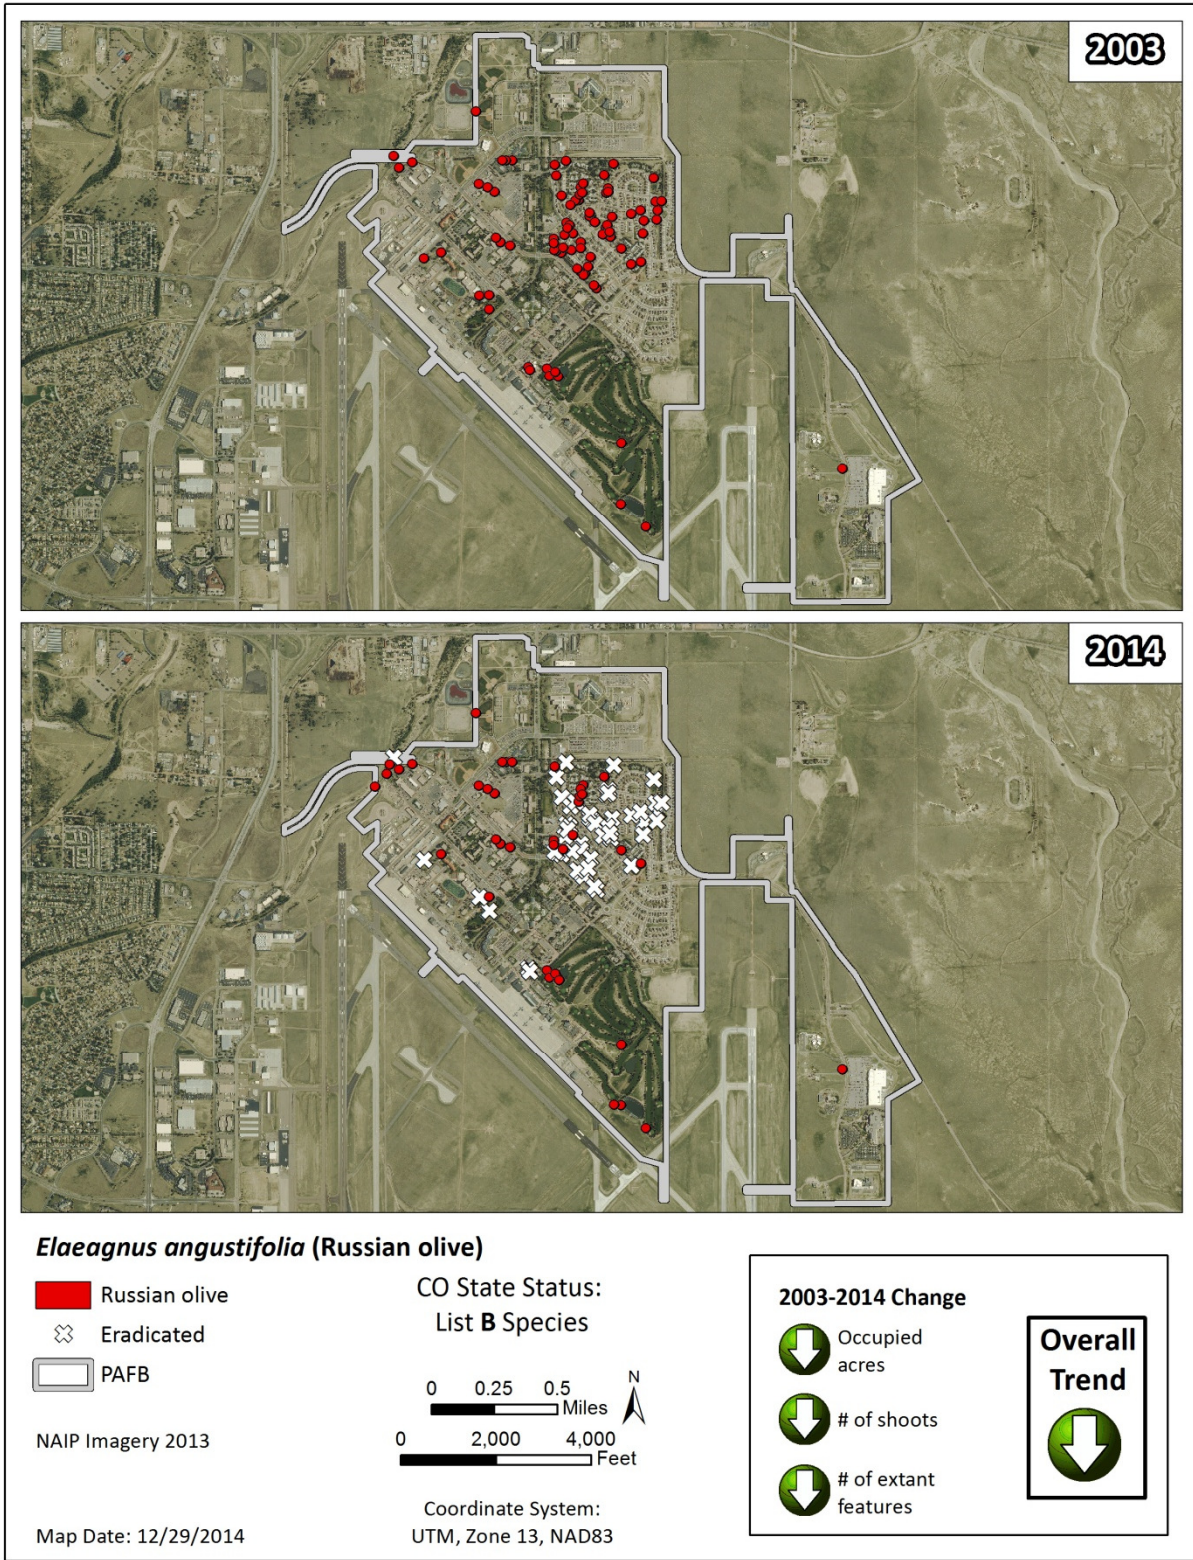 2003
2014
Elaeagnus angustifolia (Russian olive)
Russian olive
Eradicated
PAFB
NAIP Imagery 2013
Map Date: 12/29/2014
CO State Status:
List B Species
0 0.25 0.5
Miles
N
0 2,000 4,000
Feet
Coordinate System:
UTM, Zone 13, NAD83
2003-2014 Change
Occupied
acres
# of shoots
# of extant
features
Overall
Trend